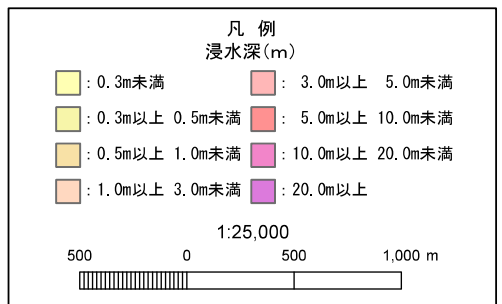 凡 例
浸水深(m)
: 0.3m未満
: 0.3m以上 0.5m未満
: 0.5m以上 1.0m未満
: 1.0m以上 3.0m未満
: 3.0m以上 5.0m未満
: 5.0m以上 10.0m未満
: 10.0m以上 20.0m未満
: 20.0m以上
1:25,000
500 0 500 1,000 m